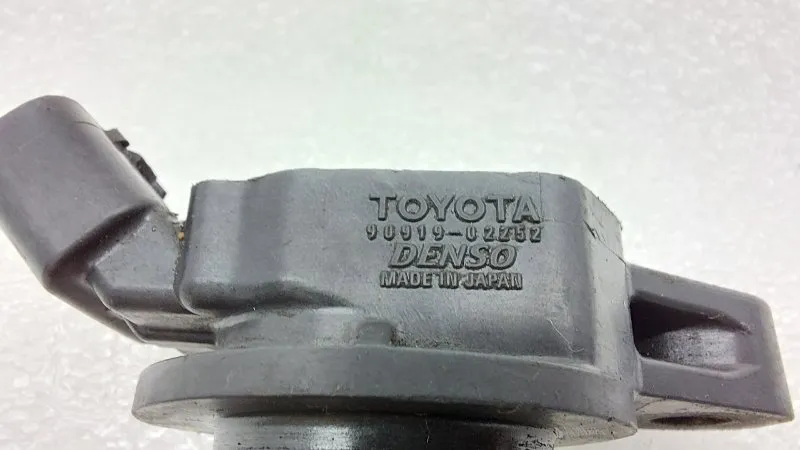 TOYOTA
90919-02252
DENSO
MADE IN JAPAN